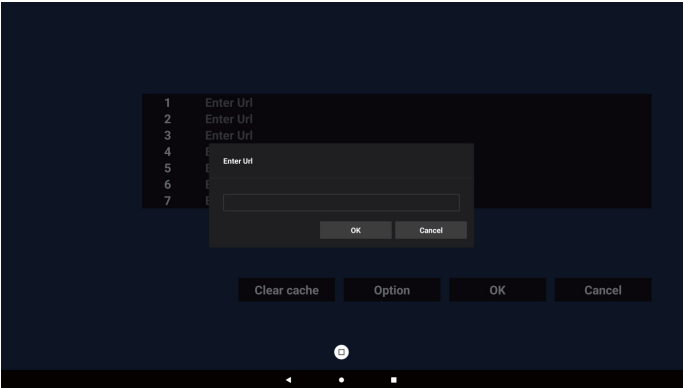 1 Enter Url
2 Enter Url
3 Enter Url
4 E
5 E
6 E
7 E
Enter Url
OK Cancel
Clear cache Option OK Cancel